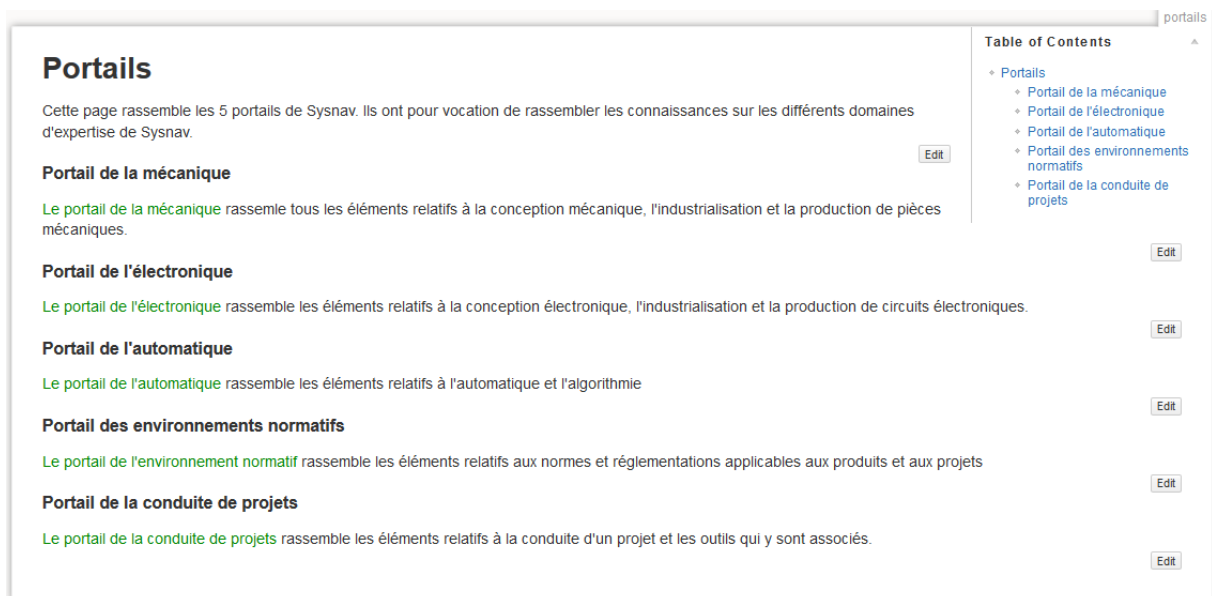 portails
Table of Contents
Portails
Portail de la mécanique
Portail de l'électronique
Portail de l'automatique
Portail des environnements
normatifs
Portail de la conduite de
projets
Portails
Cette page rassemble les 5 portails de Sysnav. Ils ont pour vocation de rassembler les connaissances sur les différents domaines
d'expertise de Sysnav.
Edit
Portail de la mécanique
Le portail de la mécanique rassemle tous les éléments relatifs à la conception mécanique, l'industrialisation et la production de pièces
mécaniques.
Edit
Portail de l'électronique
Le portail de l'électronique rassemble les éléments relatifs à la conception électronique, l'industrialisation et la production de circuits électroniques.
Edit
Portail de l'automatique
Le portail de l'automatique rassemble les éléments relatifs à l'automatique et l'algorithmie
Edit
Portail des environnements normatifs
Le portail de l'environnement normatif rassemble les éléments relatifs aux normes et réglementations applicables aux produits et aux projets
Edit
Portail de la conduite de projets
Le portail de la conduite de projets rassemble les éléments relatifs à la conduite d'un projet et les outils qui y sont associés.
Edit